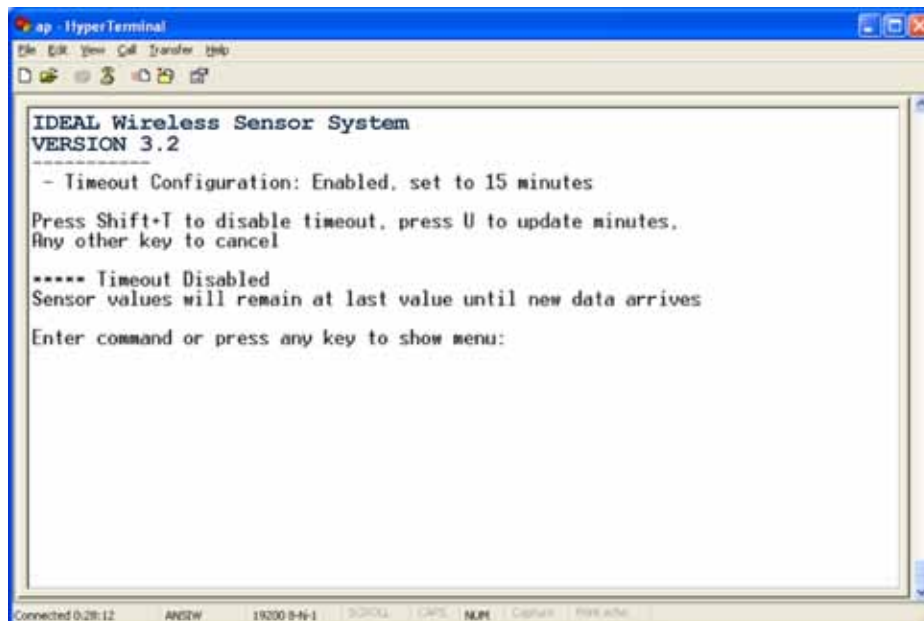 ap - HyperTerminal
File Edit View Call Transfer Help
IDEAL Wireless Sensor System
VERSION 3.2
-----------
- Timeout Configuration: Enabled, set to 15 minutes
Press Shift+T to disable timeout, press U to update minutes,
Any other key to cancel
***** Timeout Disabled
Sensor values will remain at last value until new data arrives
Enter command or press any key to show menu:
Connected 0:28:12 ANSIW 19200 8-N-1 SCROLL CAPS NUM Capture Print echo